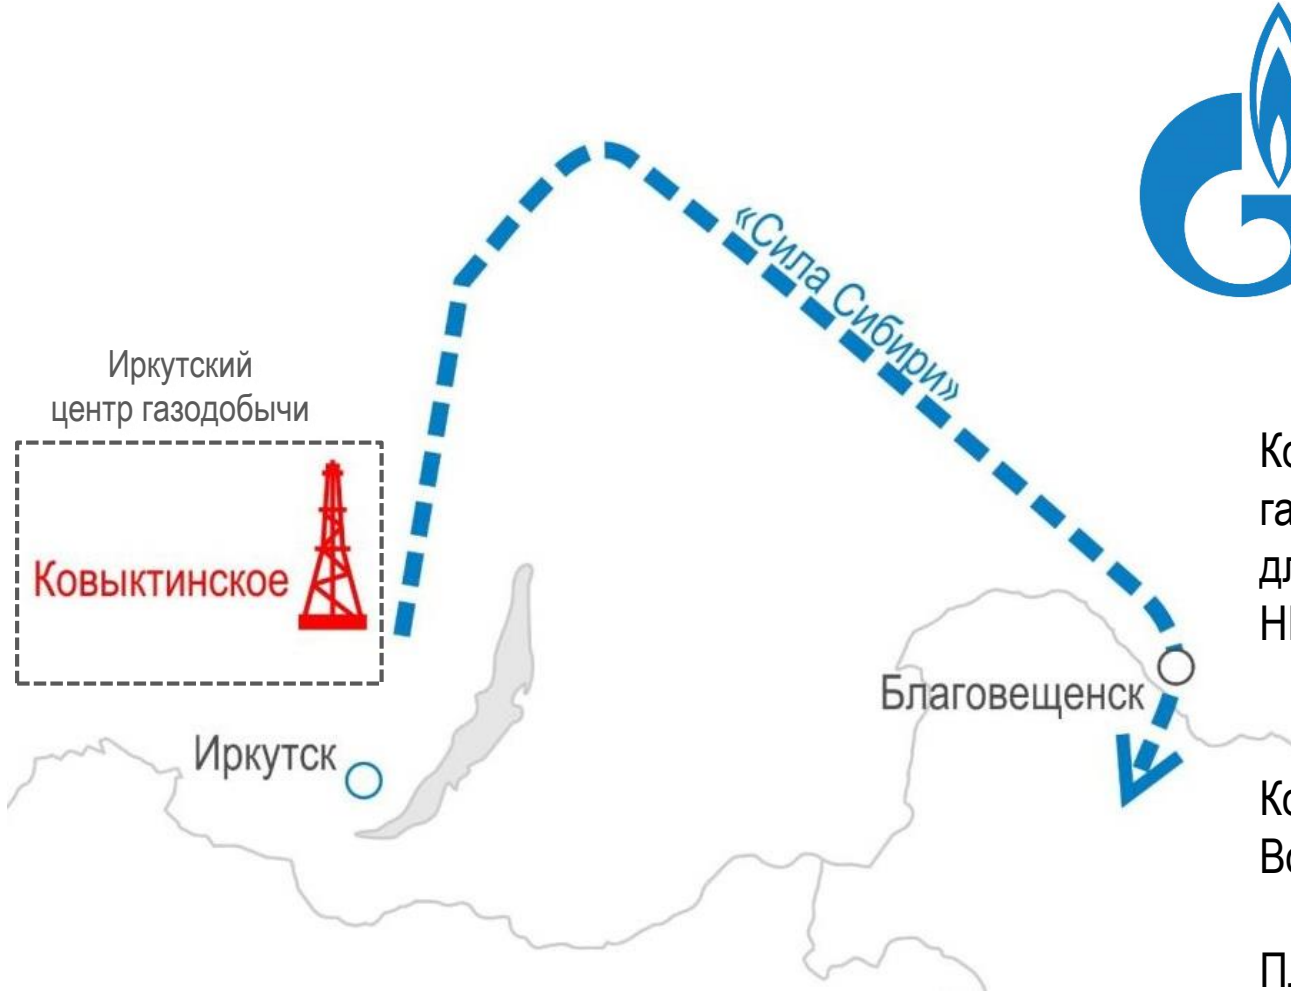 «Сила Сибири»
Иркутский
центр газодобычи
Ковыктинское
Благовещенск
Иркутск